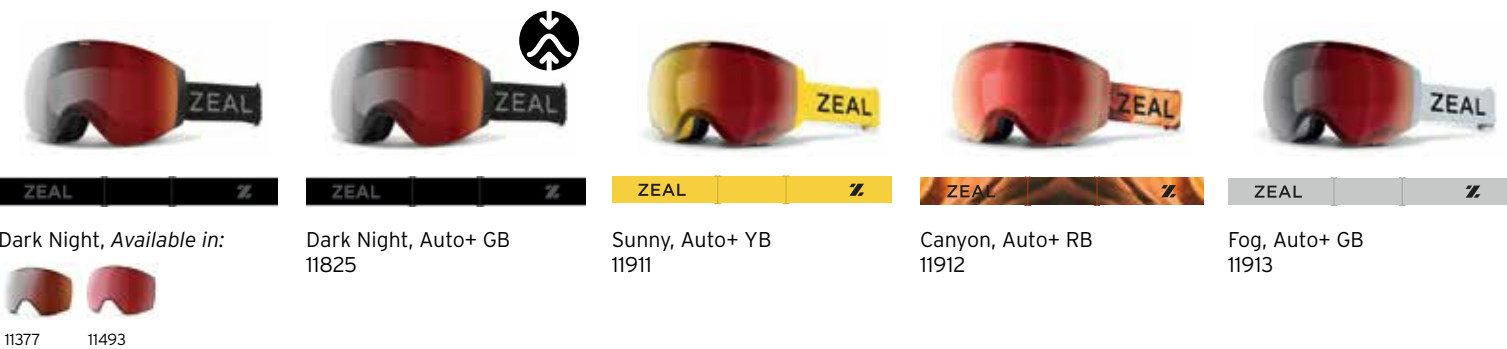 ZEAL
ZEAL
ZEAL
ZEAL
ZEAL
ZEAL
ZEAL
ZEAL
ZEAL
ZEAL
Dark Night, Available in:
11377
11493
Dark Night, Auto+ GB
11825
Sunny, Auto+ YB
11911
Canyon, Auto+ RB
11912
Fog, Auto+ GB
11913